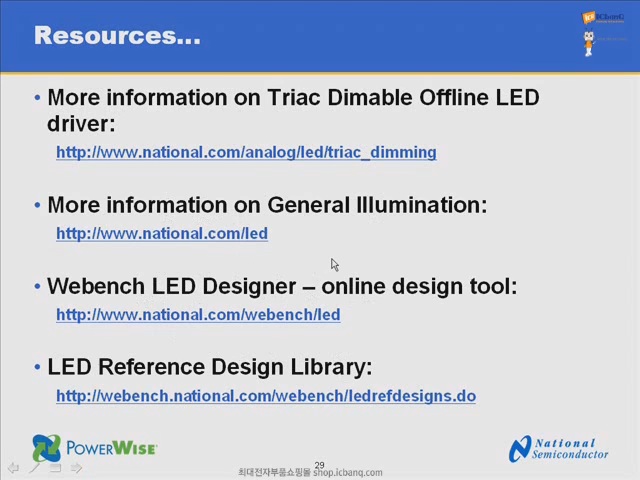 Resources...
• More information on Triac Dimable Offline LED
driver:
http://www.national.com/analog/led/triac_dimming
• More information on General Illumination:
http://www.national.com/led
• Webench LED Designer – online design tool:
http://www.national.com/webench/led
• LED Reference Design Library:
http://webench.national.com/webench/ledrefdesigns.do
POWERWISE®
29
최대전자부품쇼핑몰 shop.icbanq.com
National
Semiconductor